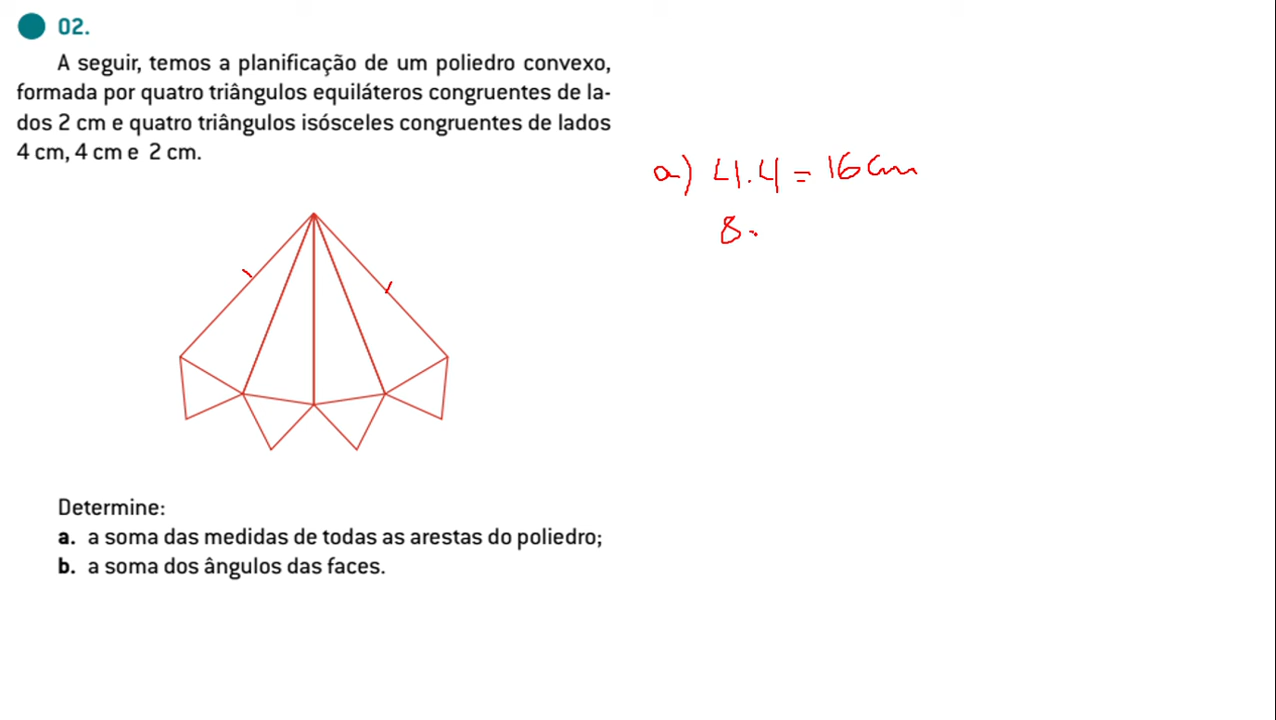 02.
A seguir, temos a planificação de um poliedro convexo,
formada por quatro triângulos equiláteros congruentes de la-
dos 2 cm e quatro triângulos isósceles congruentes de lados
4 cm, 4 cm e 2 cm.
a) 4.4 = 16cm
8.
Determine:
a. a soma das medidas de todas as arestas do poliedro;
b. a soma dos ângulos das faces.